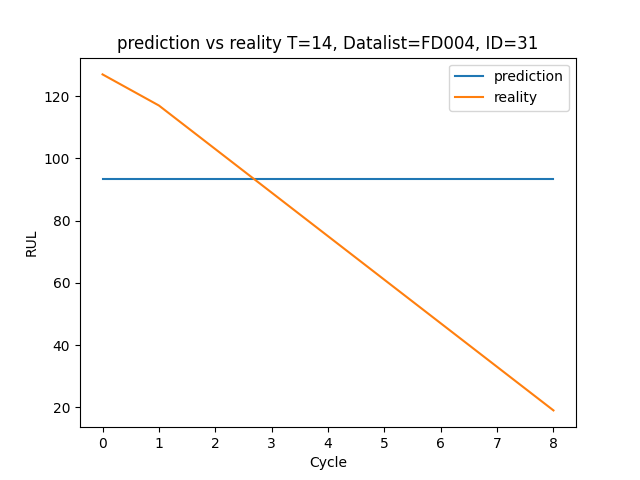 prediction vs reality T=14, Datalist=FD004, ID=31
prediction
reality
120
100
80
60
40
20
RUL
0 1 2 3 4 5 6 7 8
Cycle